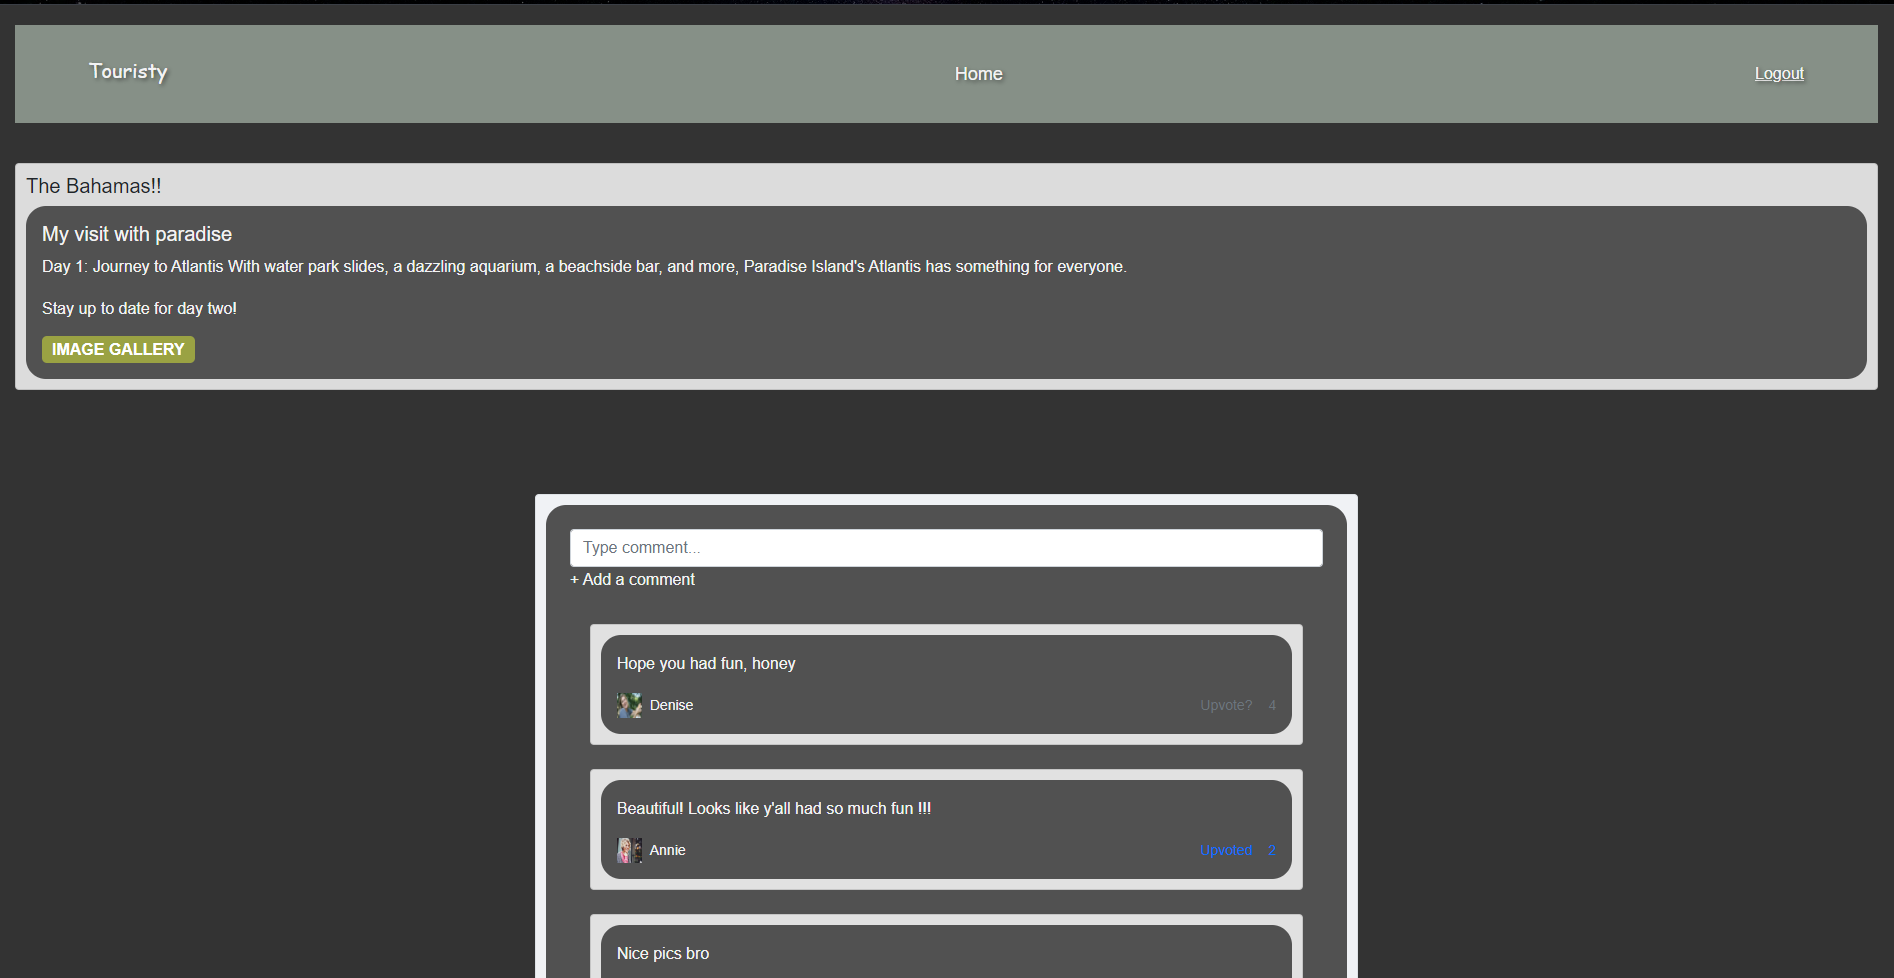 Touristy
Home
Logout
The Bahamas!!
My visit with paradise
Day 1: Journey to Atlantis With water park slides, a dazzling aquarium, a beachside bar, and more, Paradise Island's Atlantis has something for everyone.
Stay up to date for day two!
IMAGE GALLERY
Type comment...
+ Add a comment
Hope you had fun, honey
Denise
Upvote? 4
Beautiful! Looks like y'all had so much fun !!!
Annie
Upvoted 2
Nice pics bro